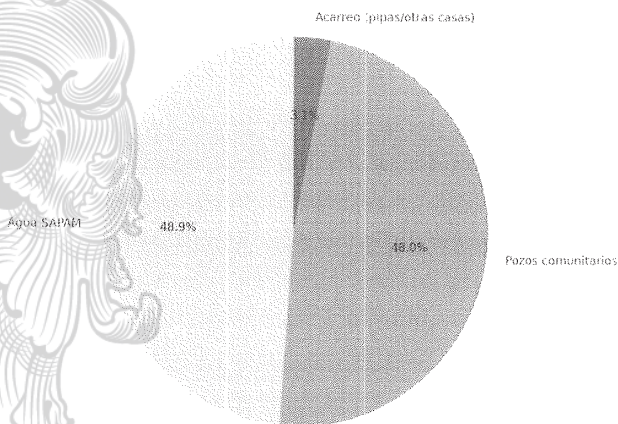 Acarreo (pipas/otras casas)
3.1%
Agua SAPAM
48.9%
48.0%
Pozos comunitarios